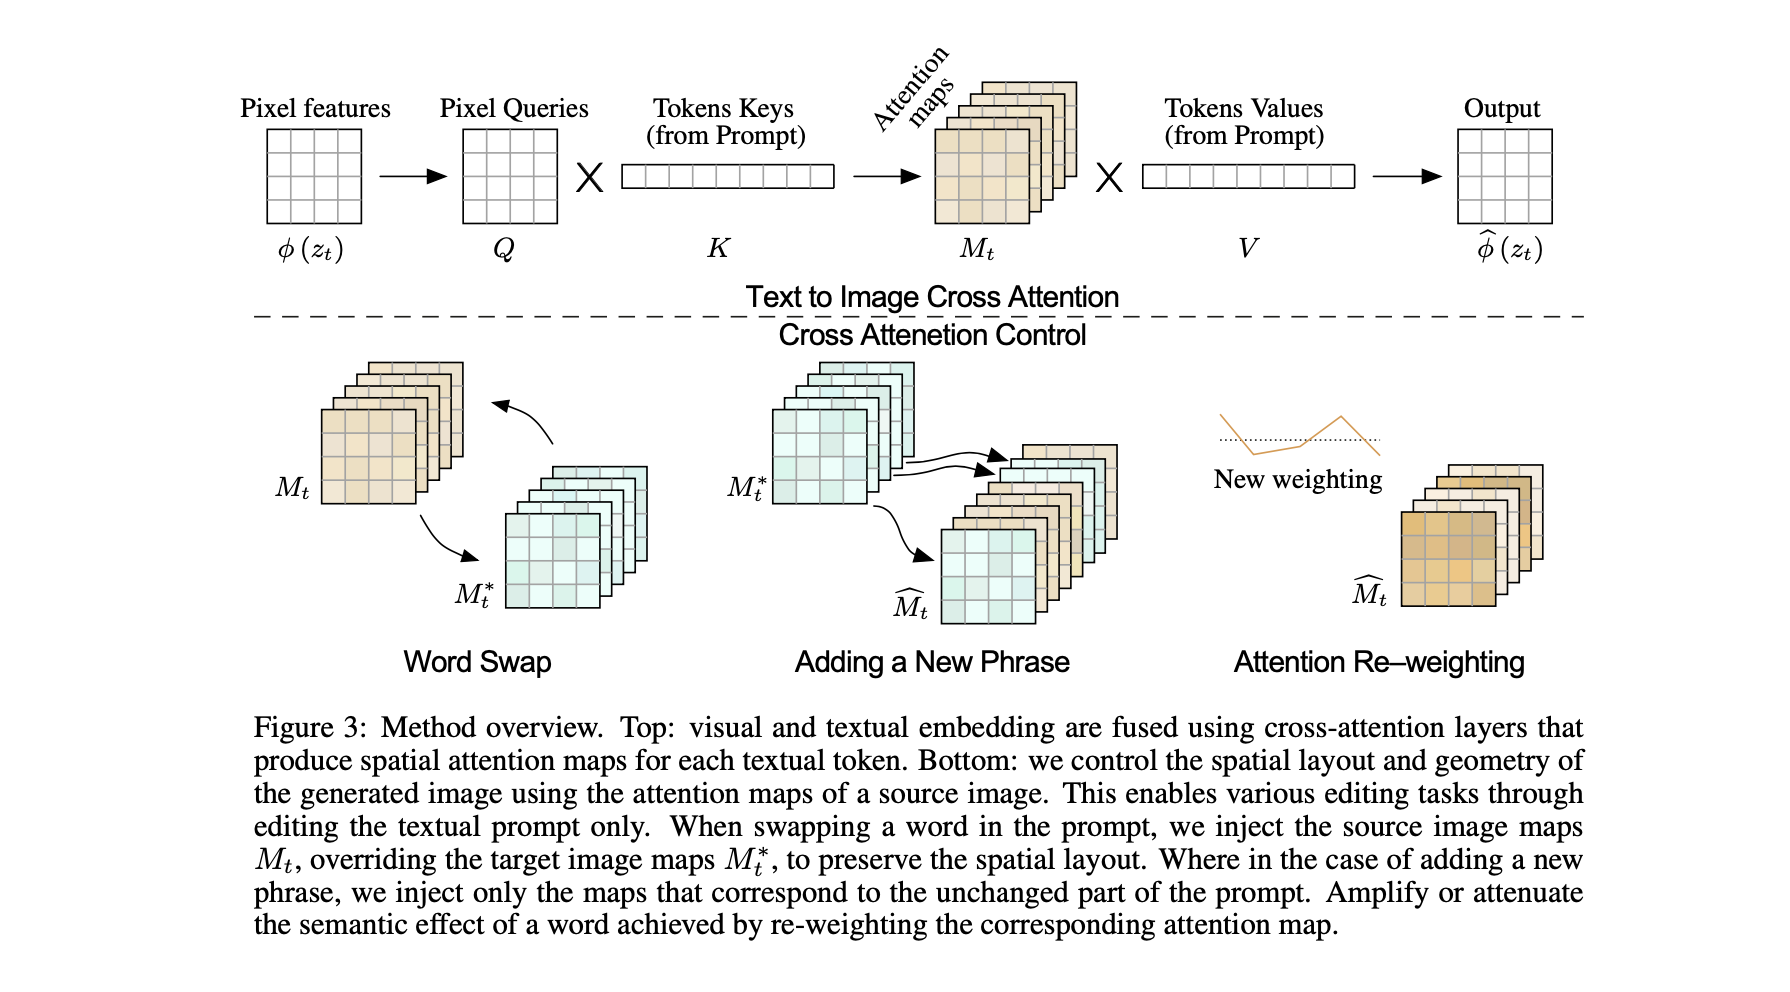 Pixel features
Pixel Queries
Tokens Keys
(from Prompt)
Attention
maps
Tokens Values
(from Prompt)
Output
ϕ (z_t)
Q
K
M_t
V
ϕ̂ (z_t)
Text to Image Cross Attention
Cross Attenetion Control
M_t
M_t^*
Word Swap
M_t^*
M̂_t
Adding a New Phrase
New weighting
M̂_t
Attention Re–weighting
Figure 3: Method overview. Top: visual and textual embedding are fused using cross-attention layers that
produce spatial attention maps for each textual token. Bottom: we control the spatial layout and geometry of
the generated image using the attention maps of a source image. This enables various editing tasks through
editing the textual prompt only. When swapping a word in the prompt, we inject the source image maps
M_t, overriding the target image maps M_t^*, to preserve the spatial layout. Where in the case of adding a new
phrase, we inject only the maps that correspond to the unchanged part of the prompt. Amplify or attenuate
the semantic effect of a word achieved by re-weighting the corresponding attention map.